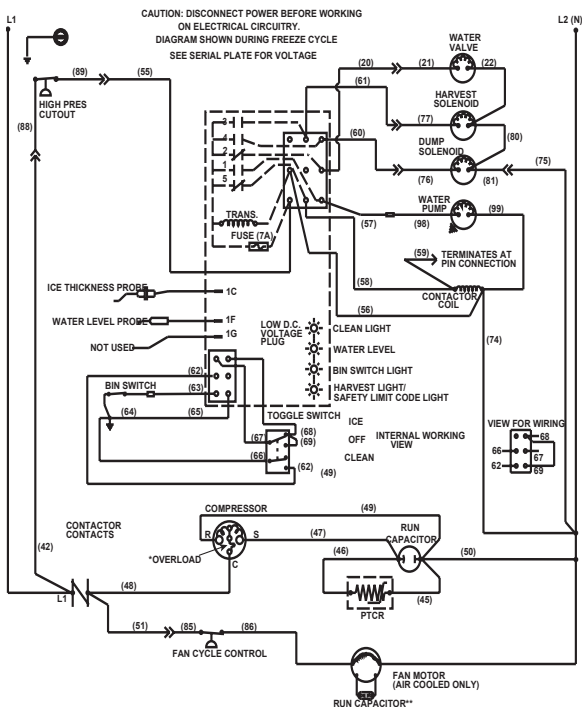 L1
CAUTION: DISCONNECT POWER BEFORE WORKING
ON ELECTRICAL CIRCUITRY.
DIAGRAM SHOWN DURING FREEZE CYCLE
SEE SERIAL PLATE FOR VOLTAGE
L2 (N)
WATER
VALVE
(89)
(55)
(20)
(21)
(22)
(61)
HIGH PRES
CUTOUT
HARVEST
SOLENOID
(88)
(77)
3
4
2
1
5
(60)
DUMP
SOLENOID
(80)
(75)
(76)
(81)
TRANS.
FUSE (7A)
WATER
PUMP
(99)
(57)
(98)
(59)
TERMINATES AT
PIN CONNECTION
(58)
ICE THICKNESS PROBE
1C
CONTACTOR
COIL
(56)
WATER LEVEL PROBE
1F
1G
NOT USED
LOW D.C.
VOLTAGE
PLUG
CLEAN LIGHT
WATER LEVEL
BIN SWITCH LIGHT
HARVEST LIGHT/
SAFETY LIMIT CODE LIGHT
(74)
(62)
BIN SWITCH
(63)
(64)
(65)
TOGGLE SWITCH
ICE
(68)
(67)
(69)
OFF
INTERNAL WORKING
VIEW
(66)
CLEAN
(62)
(49)
VIEW FOR WIRING
68
66
67
62
69
COMPRESSOR
(49)
CONTACTOR
CONTACTS
R
S
(47)
RUN
CAPACITOR
*OVERLOAD
(42)
(46)
(50)
C
L1
(48)
(45)
PTCR
(51)
(85)
(86)
FAN CYCLE CONTROL
FAN MOTOR
(AIR COOLED ONLY)
RUN CAPACITOR**